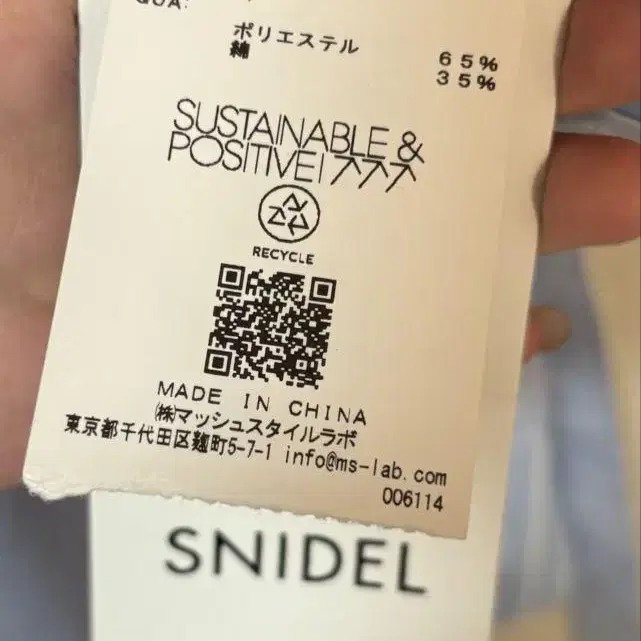 QUA:
ポリエステル 65%
綿 35%
SUSTAINABLE &
POSITIVE!
RECYCLE
MADE IN CHINA
㈱マッシュスタイルラボ
東京都千代田区麹町5-7-1 info@ms-lab.com
006114
SNIDEL